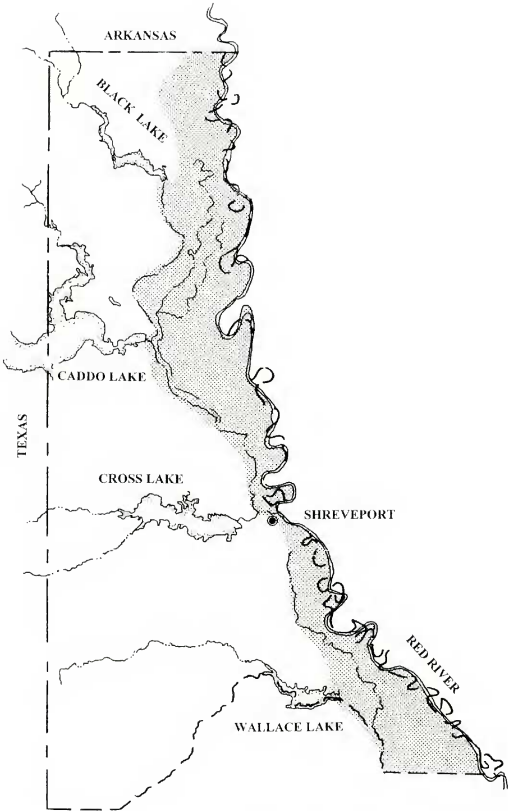 ARKANSAS
BLACK LAKE
CADDO LAKE
TEXAS
CROSS LAKE
SHREVEPORT
RED RIVER
WALLACE LAKE